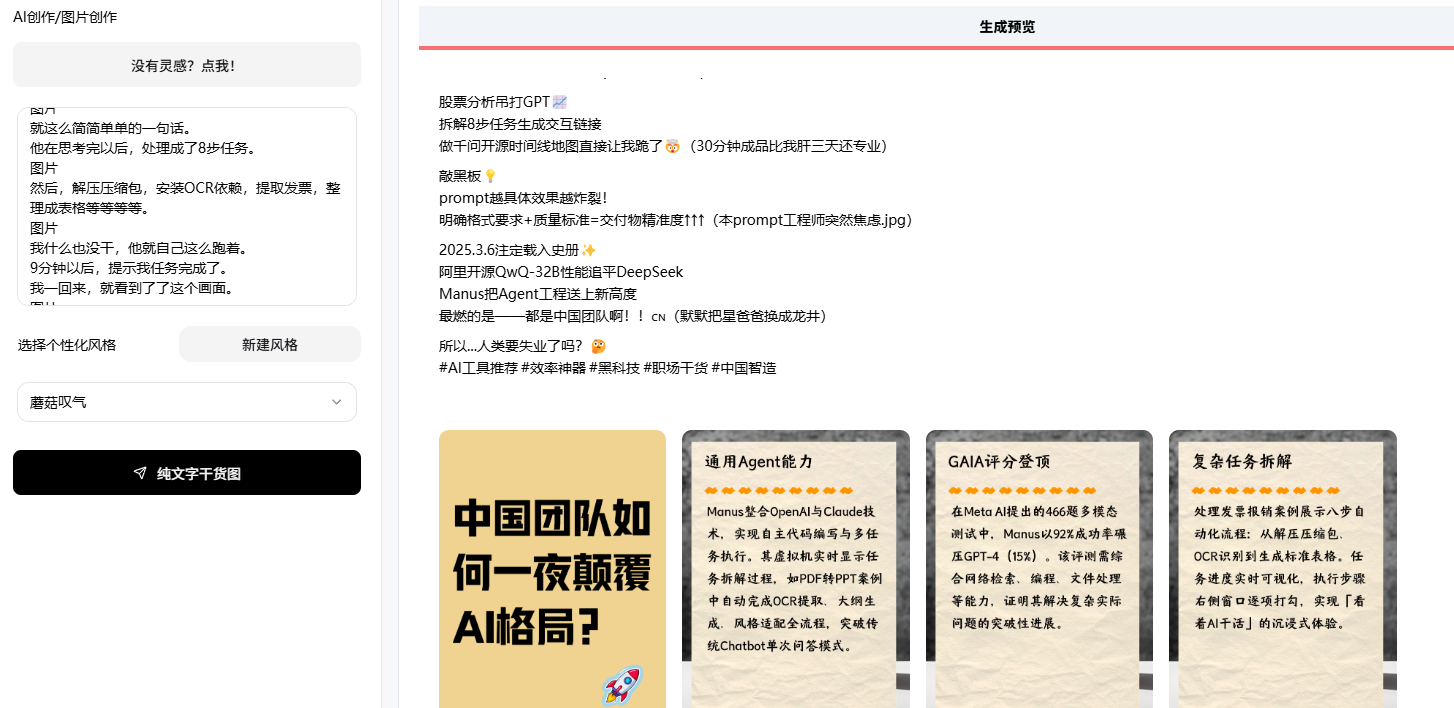 AI创作/图片创作
没有灵感？点我！
图片
就这么简简单单的一句话。
他在思考完以后，处理成了8步任务。
图片
然后，解压压缩包，安装OCR依赖，提取发票，整
理成表格等等等等。
图片
我什么也没干，他就自己这么跑着。
9分钟以后，提示我任务完成了。
我一回来，就看到了了这个画面。
选择个性化风格
新建风格
蘑菇叹气
纯文字干货图
生成预览
股票分析吊打GPT📈
拆解8步任务生成交互链接
做千问开源时间线地图直接让我跪了🤯（30分钟成品比我肝三天还专业）
敲黑板💡
prompt越具体效果越炸裂！
明确格式要求+质量标准=交付物精准度↑↑↑（本prompt工程师突然焦虑.jpg）
2025.3.6注定载入史册✨
阿里开源QwQ-32B性能追平DeepSeek
Manus把Agent工程送上新高度
最燃的是——都是中国团队啊！！🇨🇳（默默把星爸爸换成龙井）
所以...人类要失业了吗？🤔
#AI工具推荐 #效率神器 #黑科技 #职场干货 #中国智造
中国团队如
何一夜颠覆
AI格局？
通用Agent能力
Manus整合OpenAI与Claude技
术，实现自主代码编写与多任
务执行。其虚拟机实时显示任
务拆解过程，如PDF转PPT案例
中自动完成OCR提取、大纲生
成、风格适配全流程，突破传
统Chatbot单次问答模式。
GAIA评分登顶
在Meta AI提出的466题多模态
测试中，Manus以92%成功率碾
压GPT-4（15%）。该评测需综
合网络检索、编程、文件处理
等能力，证明其解决复杂实际
问题的突破性进展。
复杂任务拆解
处理发票报销案例展示八步自
动化流程：从解压压缩包、
OCR识别到生成标准表格。任
务进度实时可视化，执行步骤
右侧窗口逐项打勾，实现「看
着AI干活」的沉浸式体验。